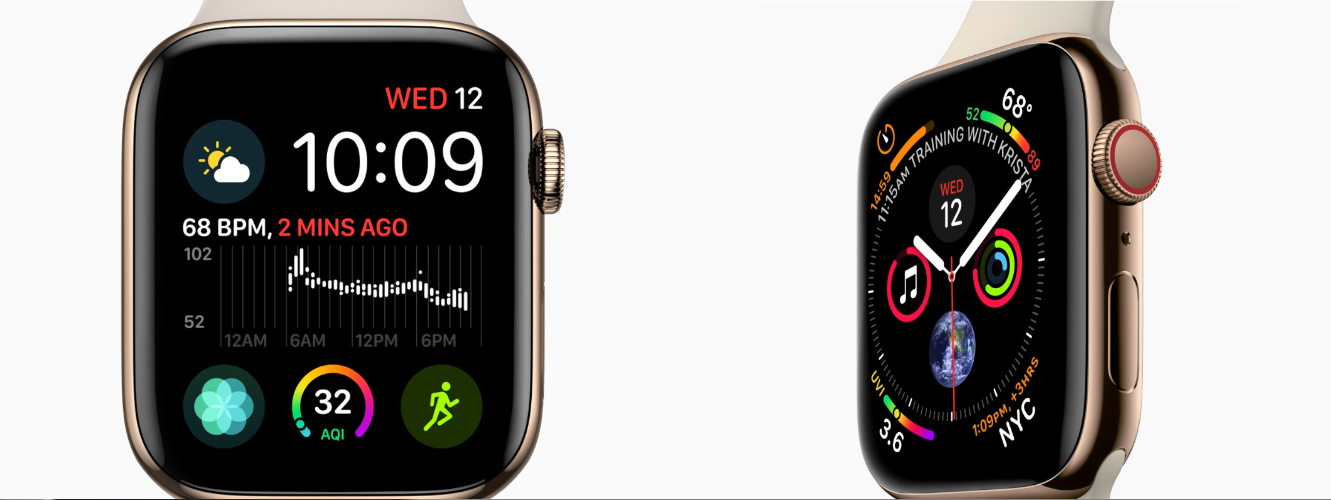 WED 12
10:09
68 BPM, 2 MINS AGO
102
52
12AM 6AM 12PM 6PM
32
AQI
68°
52
89
14:59
11:15AM TRAINING WITH KRISTA
WED
12
UVI
3.6
1:09PM, +3HRS
NYC